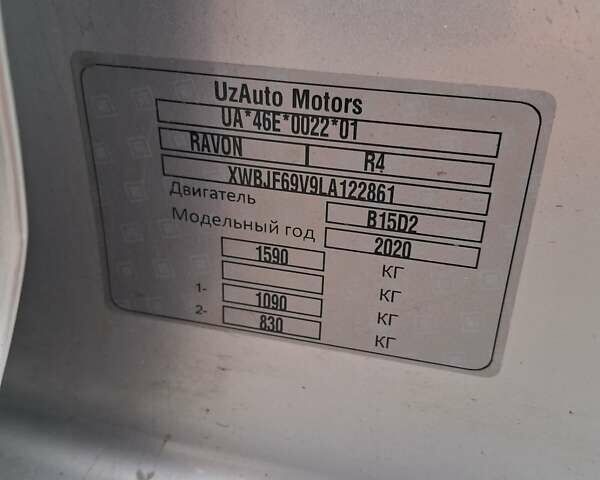 UzAuto Motors
UA*46E*0022*01
RAVON R4
XWBJF69V9LA122861
Двигатель B15D2
Модельный год 2020
1590 КГ
КГ
1- 1090 КГ
2- 830 КГ